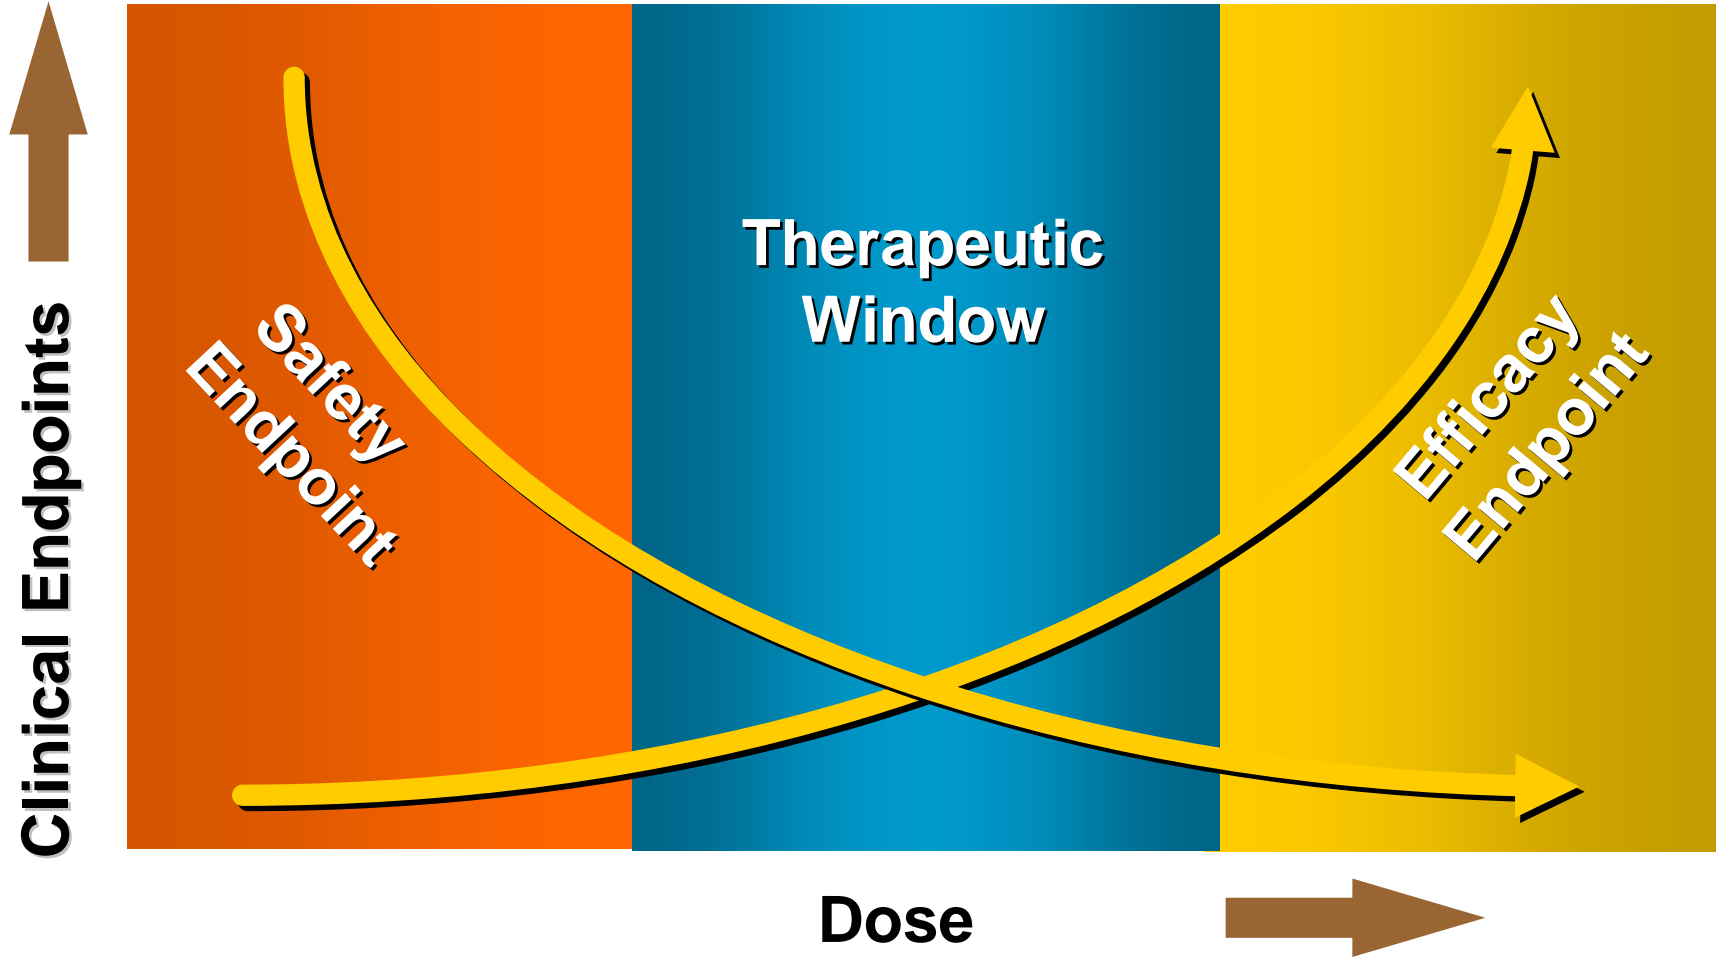 Clinical Endpoints
Safety
Endpoint
Therapeutic
Window
Efficacy
Endpoint
Dose